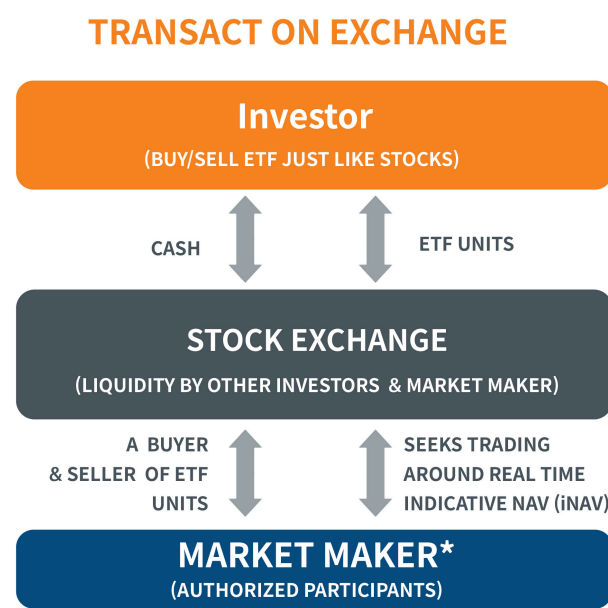 TRANSACT ON EXCHANGE
Investor
(BUY/SELL ETF JUST LIKE STOCKS)
CASH
ETF UNITS
STOCK EXCHANGE
(LIQUIDITY BY OTHER INVESTORS & MARKET MAKER)
A BUYER
& SELLER OF ETF
UNITS
SEEKS TRADING
AROUND REAL TIME
INDICATIVE NAV (iNAV)
MARKET MAKER*
(AUTHORIZED PARTICIPANTS)